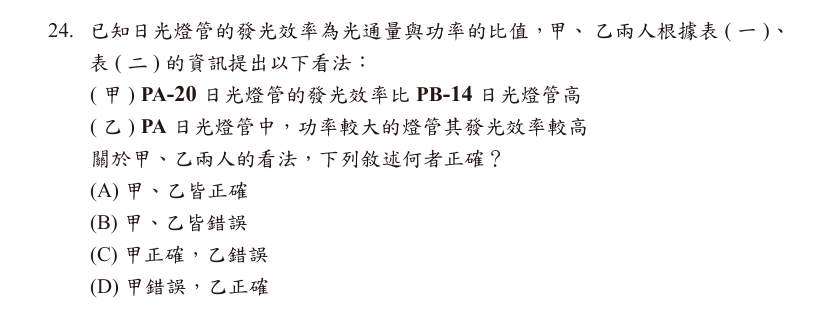 24. 已知日光燈管的發光效率為光通量與功率的比值，甲、乙兩人根據表 ( 一 )、
表 ( 二 ) 的資訊提出以下看法：
( 甲 ) PA-20 日光燈管的發光效率比 PB-14 日光燈管高
( 乙 ) PA 日光燈管中，功率較大的燈管其發光效率較高
關於甲、乙兩人的看法，下列敘述何者正確？
(A) 甲、乙皆正確
(B) 甲、乙皆錯誤
(C) 甲正確，乙錯誤
(D) 甲錯誤，乙正確